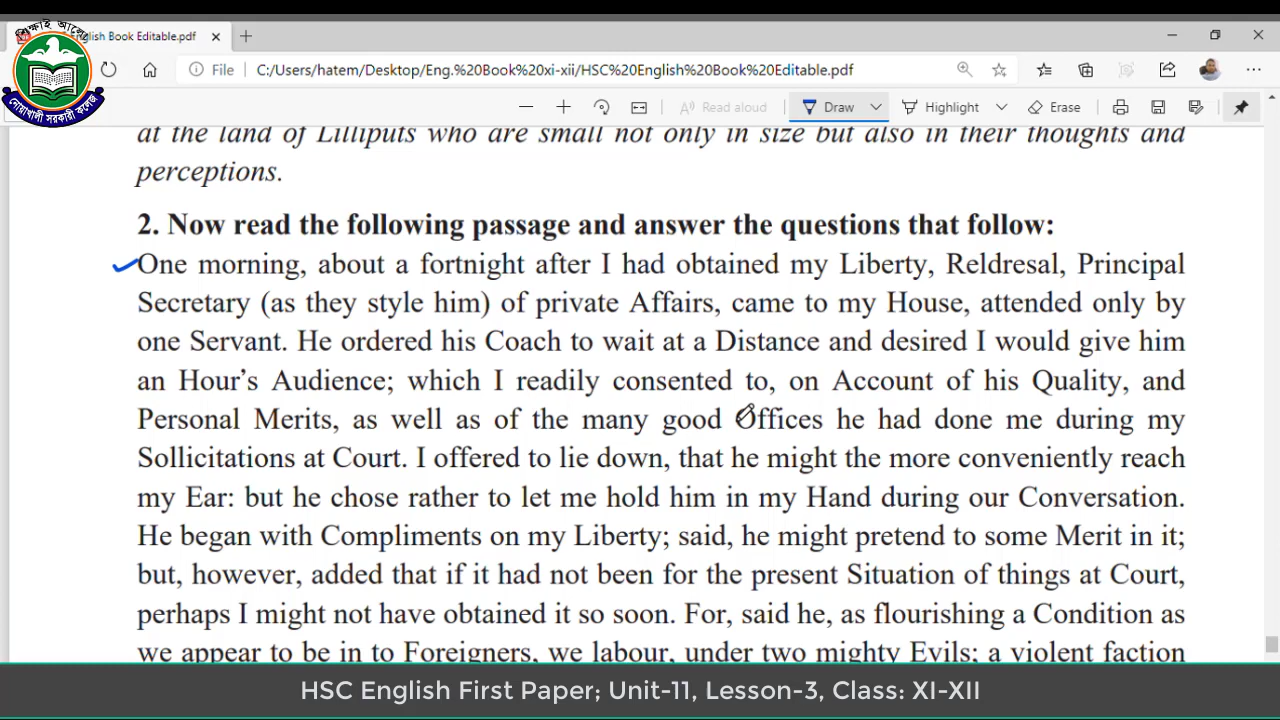 শিক্ষাই আলো
নোয়াখালী সরকারী কলেজ
English Book Editable.pdf
File C:/Users/hatem/Desktop/Eng.%20Book%20xi-xii/HSC%20English%20Book%20Editable.pdf
Read aloud Draw Highlight Erase
at the land of Lilliputs who are small not only in size but also in their thoughts and
perceptions.
2. Now read the following passage and answer the questions that follow:
One morning, about a fortnight after I had obtained my Liberty, Reldresal, Principal
Secretary (as they style him) of private Affairs, came to my House, attended only by
one Servant. He ordered his Coach to wait at a Distance and desired I would give him
an Hour's Audience; which I readily consented to, on Account of his Quality, and
Personal Merits, as well as of the many good Offices he had done me during my
Sollicitations at Court. I offered to lie down, that he might the more conveniently reach
my Ear: but he chose rather to let me hold him in my Hand during our Conversation.
He began with Compliments on my Liberty; said, he might pretend to some Merit in it;
but, however, added that if it had not been for the present Situation of things at Court,
perhaps I might not have obtained it so soon. For, said he, as flourishing a Condition as
we appear to be in to Foreigners, we labour, under two mighty Evils; a violent faction
HSC English First Paper; Unit-11, Lesson-3, Class: XI-XII